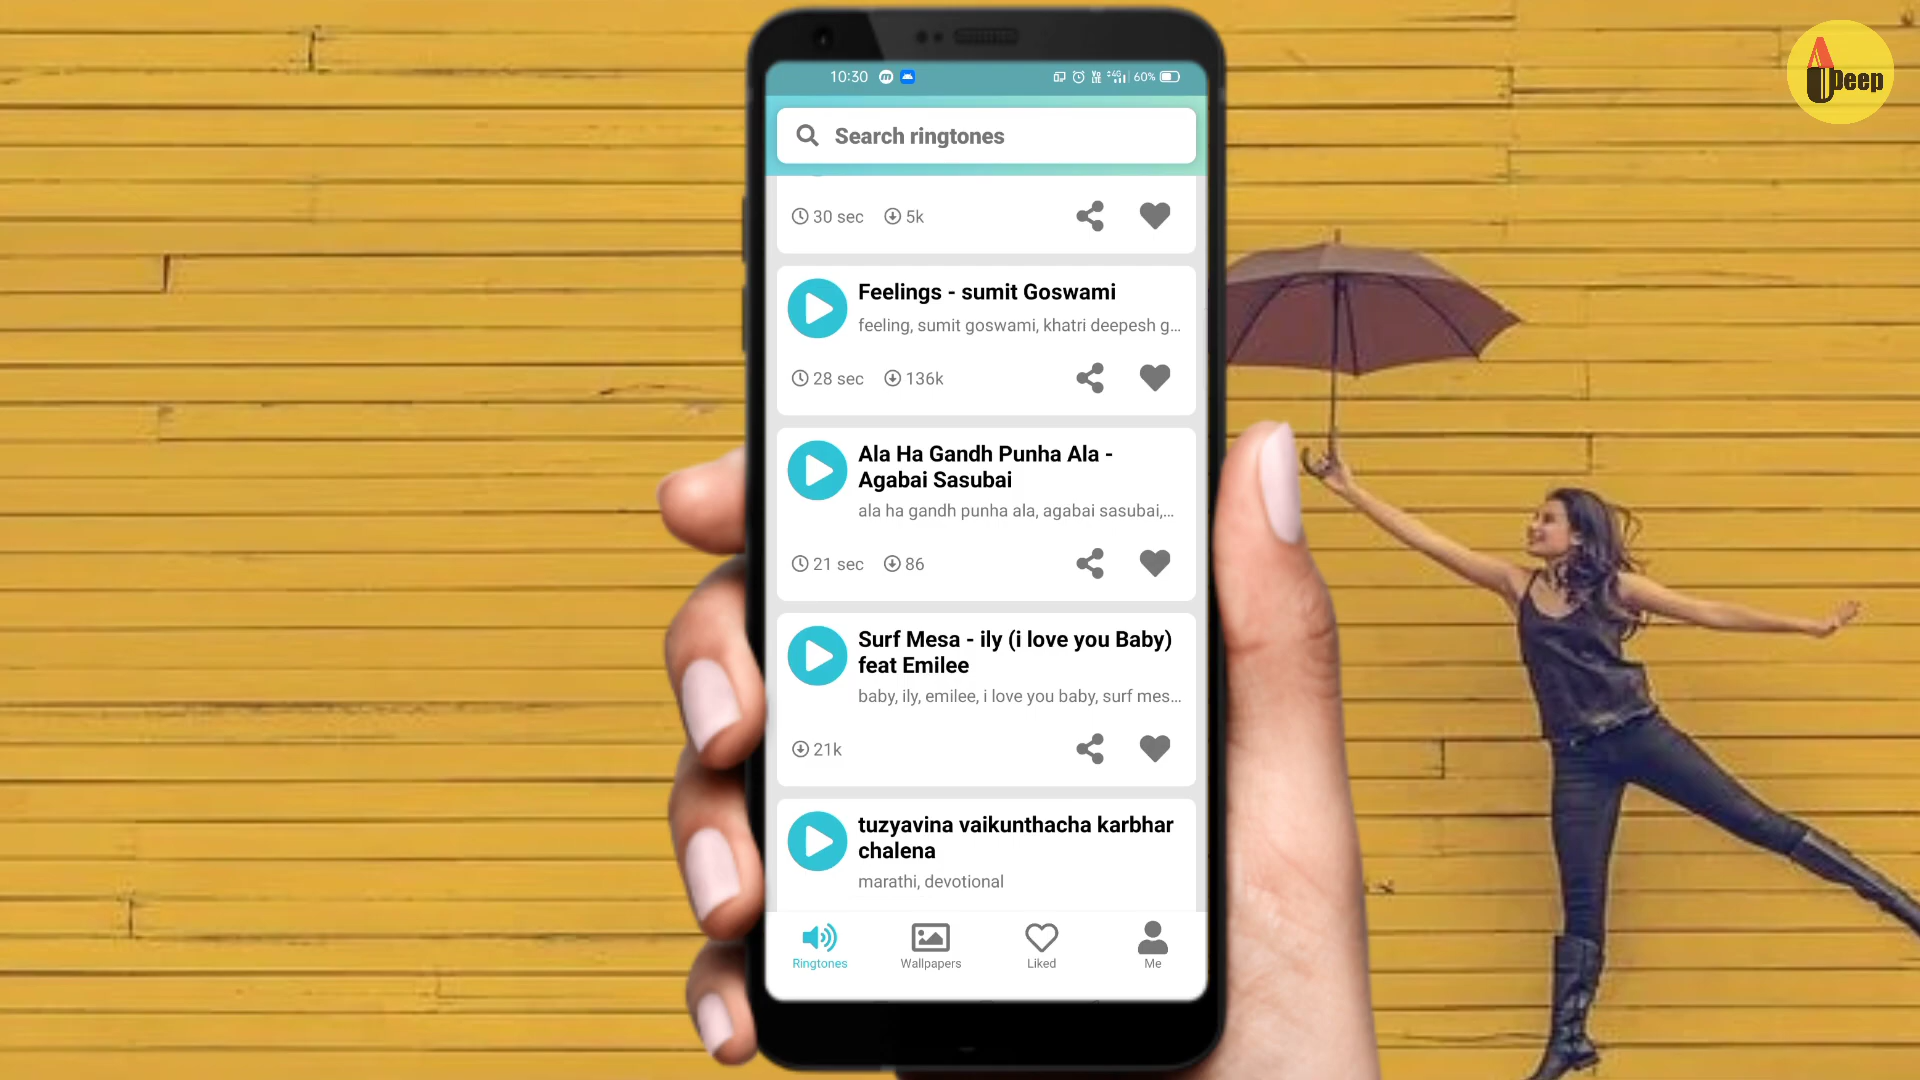 A
Deep
10:30
60%
Search ringtones
30 sec 5k
Feelings - sumit Goswami
feeling, sumit goswami, khatri deepesh g...
28 sec 136k
Ala Ha Gandh Punha Ala -
Agabai Sasubai
ala ha gandh punha ala, agabai sasubai,...
21 sec 86
Surf Mesa - ily (i love you Baby)
feat Emilee
baby, ily, emilee, i love you baby, surf mes...
21k
tuzyavina vaikunthacha karbhar
chalena
marathi, devotional
Ringtones Wallpapers Liked Me